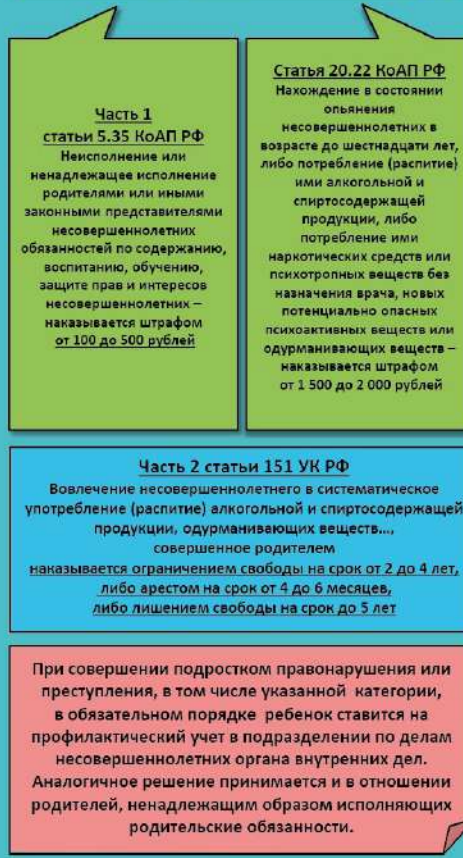 Часть 1
статьи 5.35 КоАП РФ
Неисполнение или
ненадлежащее исполнение
родителями или иными
законными представителями
несовершеннолетних
обязанностей по содержанию,
воспитанию, обучению,
защите прав и интересов
несовершеннолетних –
наказывается штрафом
от 100 до 500 рублей
Статья 20.22 КоАП РФ
Нахождение в состоянии
опьянения
несовершеннолетних в
возрасте до шестнадцати лет,
либо потребление (распитие)
ими алкогольной и
спиртосодержащей
продукции, либо
потребление ими
наркотических средств или
психотропных веществ без
назначения врача, новых
потенциально опасных
психоактивных веществ или
одурманивающих веществ –
наказывается штрафом
от 1 500 до 2 000 рублей
Часть 2 статьи 151 УК РФ
Вовлечение несовершеннолетнего в систематическое
употребление (распитие) алкогольной и спиртосодержащей
продукции, одурманивающих веществ...,
совершенное родителем
наказывается ограничением свободы на срок от 2 до 4 лет,
либо арестом на срок от 4 до 6 месяцев,
либо лишением свободы на срок до 5 лет
При совершении подростком правонарушения или
преступления, в том числе указанной категории,
в обязательном порядке ребенок ставится на
профилактический учет в подразделении по делам
несовершеннолетних органа внутренних дел.
Аналогичное решение принимается и в отношении
родителей, ненадлежащим образом исполняющих
родительские обязанности.